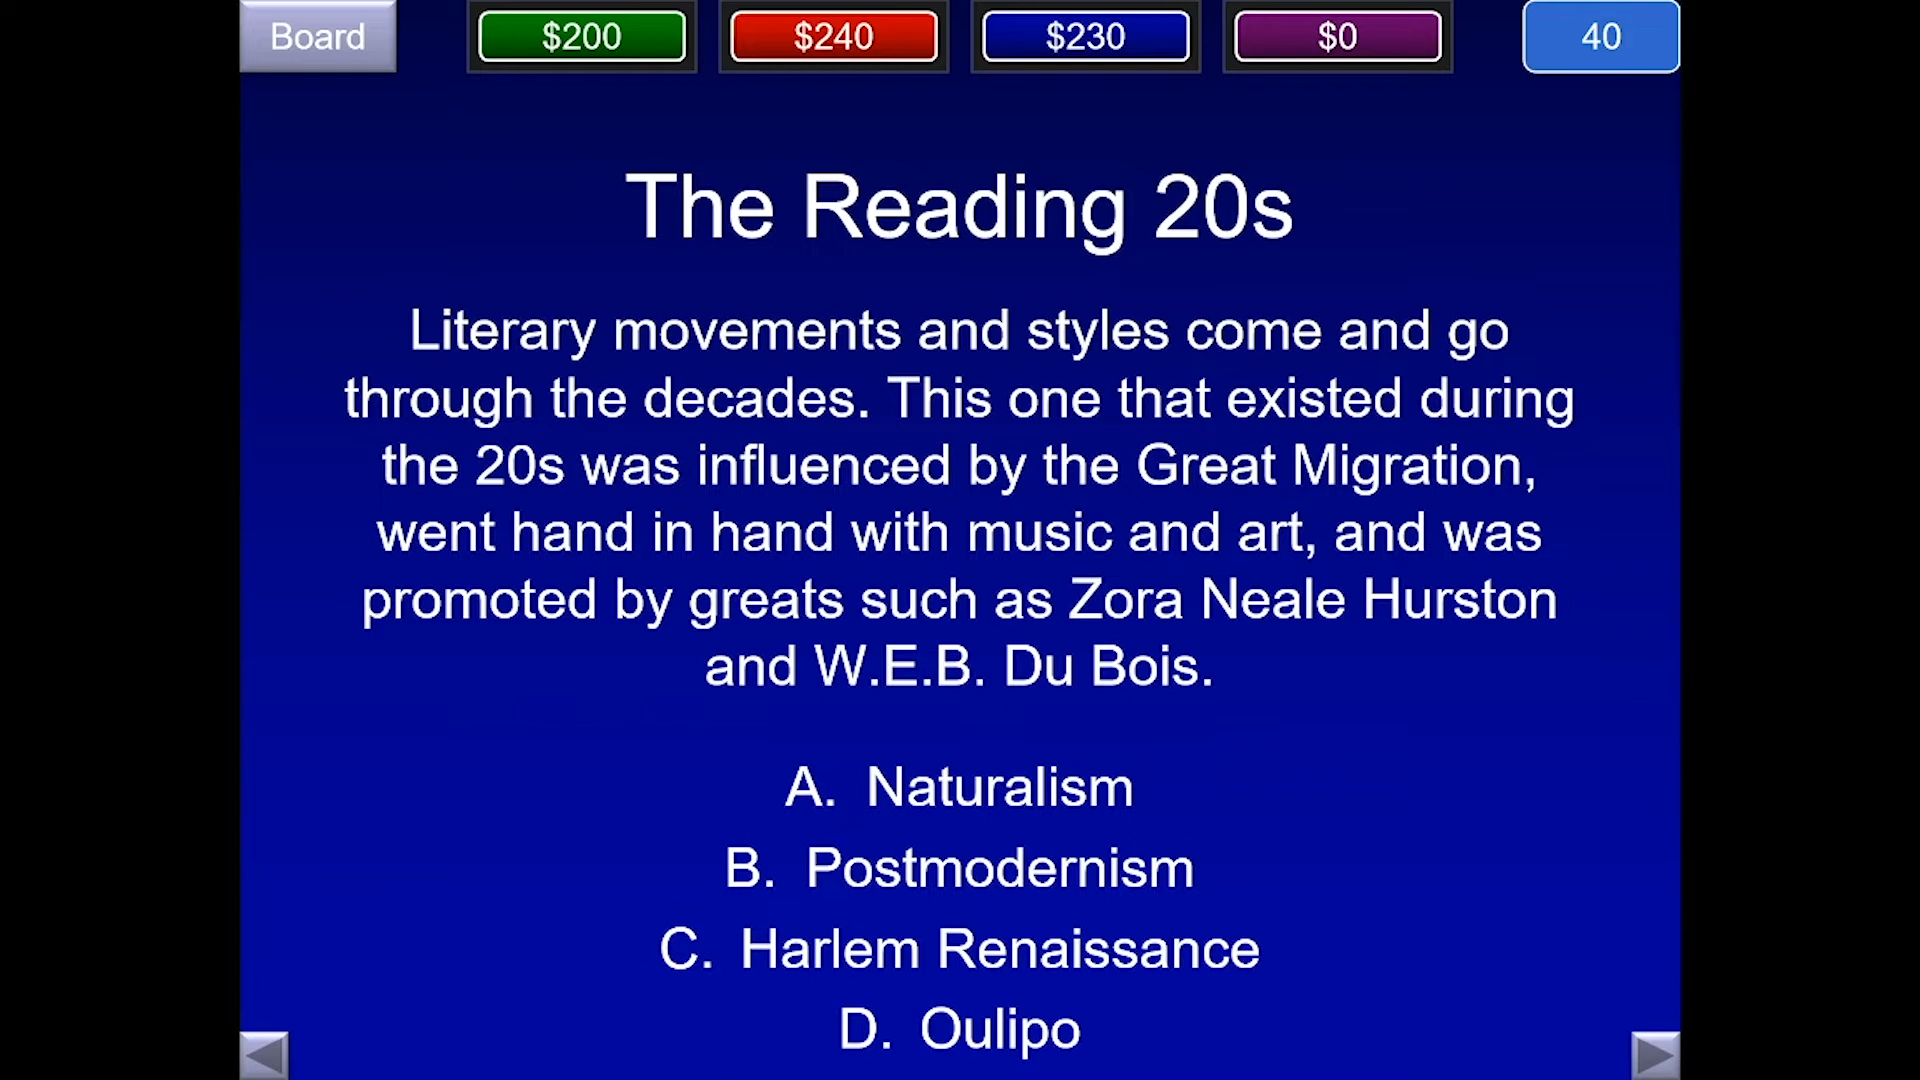 Board $200 $240 $230 $0 40
The Reading 20s
Literary movements and styles come and go
through the decades. This one that existed during
the 20s was influenced by the Great Migration,
went hand in hand with music and art, and was
promoted by greats such as Zora Neale Hurston
and W.E.B. Du Bois.
A. Naturalism
B. Postmodernism
C. Harlem Renaissance
D. Oulipo